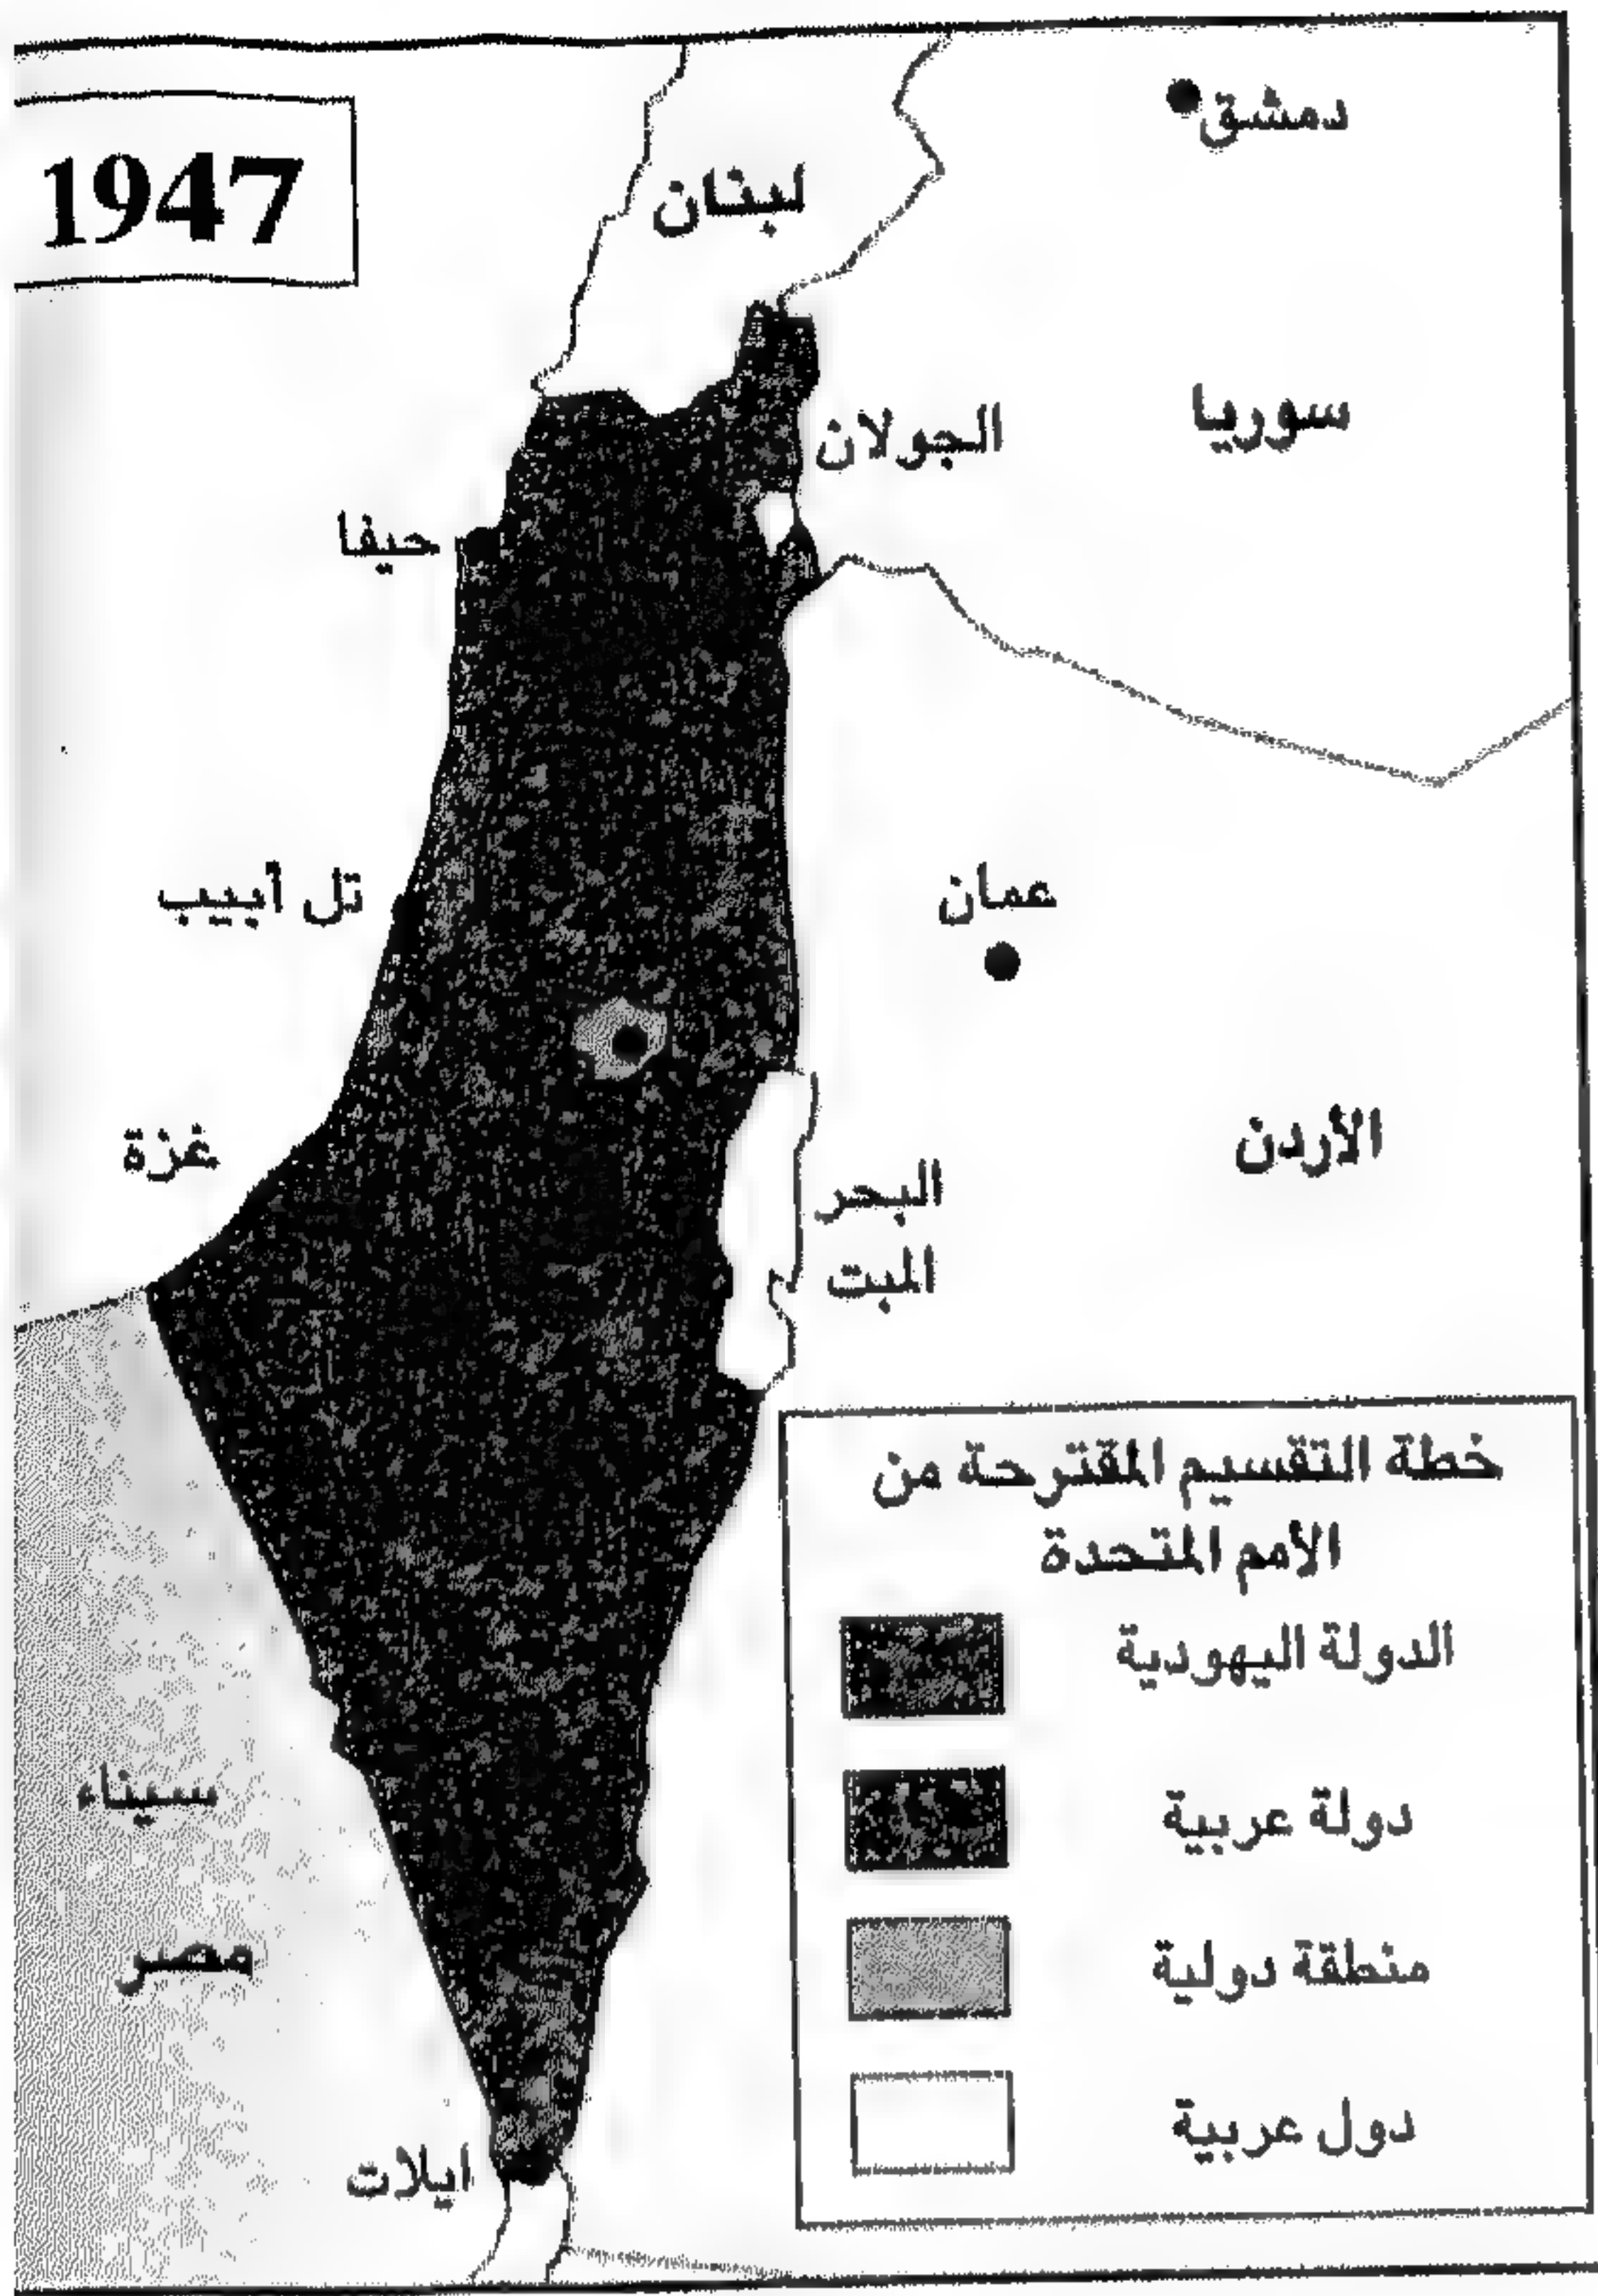 1947
دمشق
لبنان
سوريا
الجولان
حيفا
تل أبيب
عمان
غزة
الأردن
البحر
المبت
خطة التقسيم المقترحة من
الأمم المتحدة
الدولة اليهودية
دولة عربية
منطقة دولية
دول عربية
سيناء
مصر
ايلات